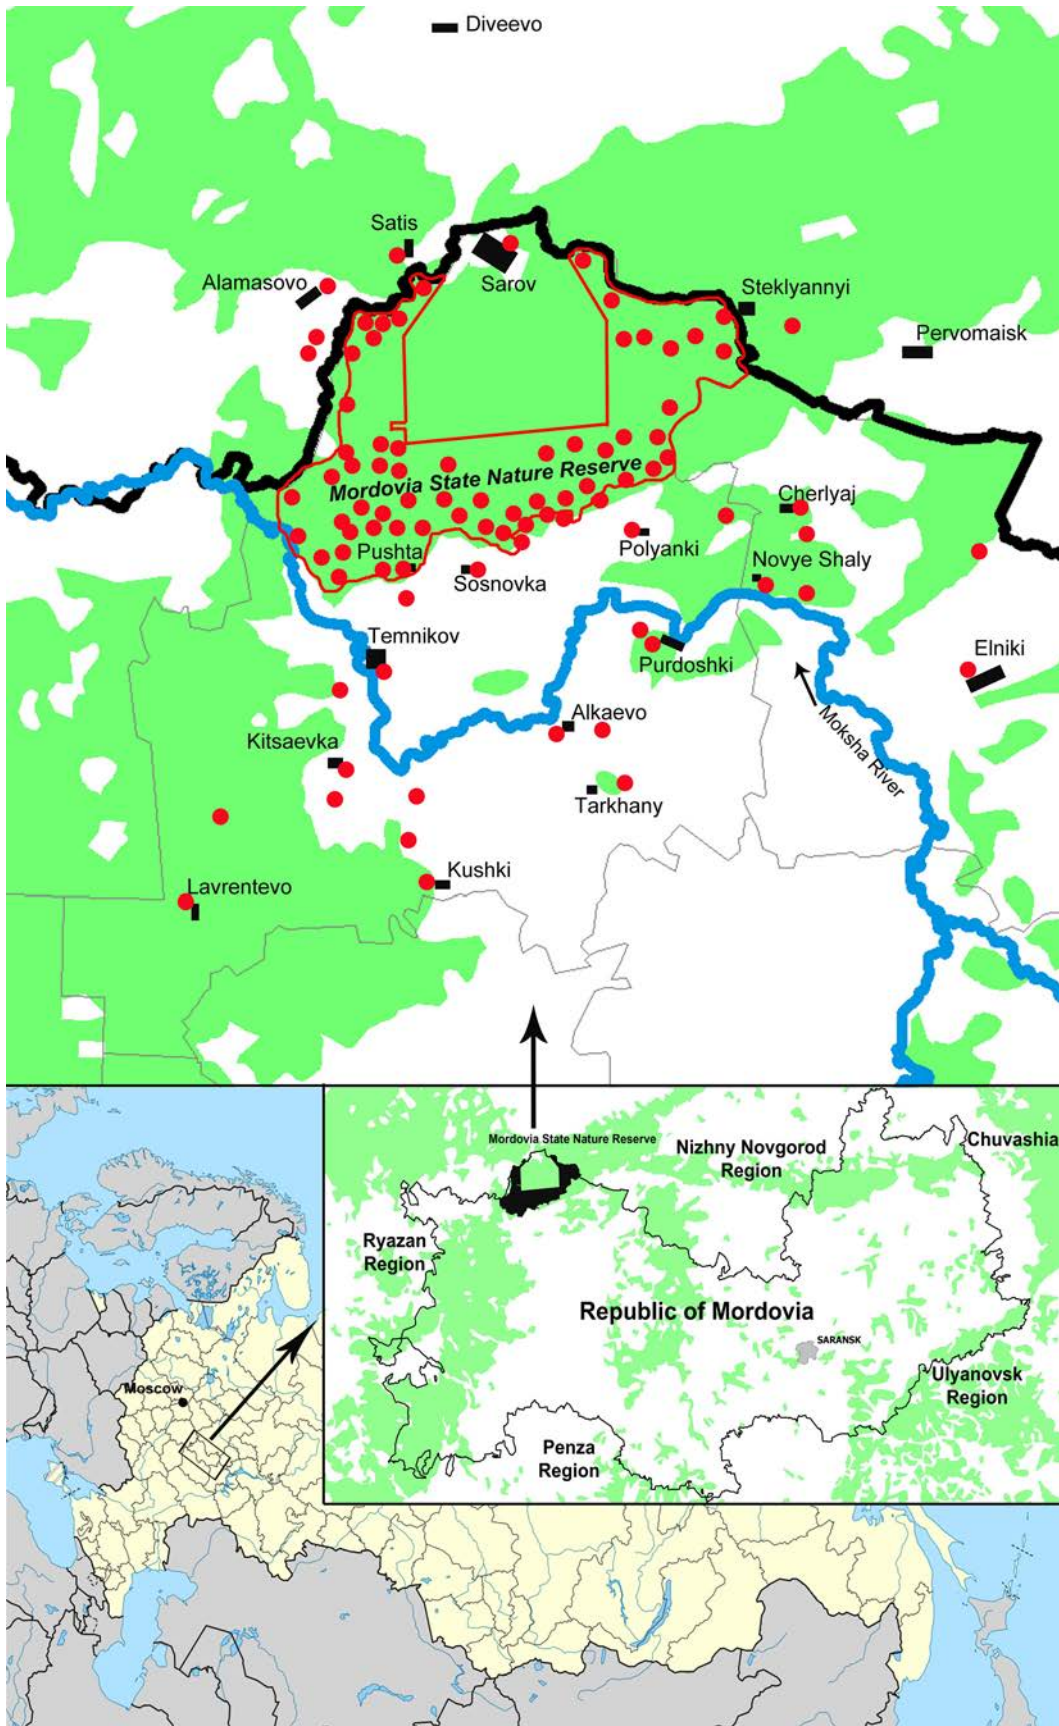 Diveevo
Satis
Alamasovo
Sarov
Steklyannyi
Pervomaisk
Mordovia State Nature Reserve
Cherlyaj
Polyanki
Pushta
Novye Shaly
Sosnovka
Temnikov
Purdoshki
Elniki
Alkaevo
Moksha River
Kitsaevka
Tarkhany
Kushki
Lavrentevo
Mordovia State Nature Reserve
Nizhny Novgorod
Region
Chuvashia
Ryazan
Region
Republic of Mordovia
SARANSK
Ulyanovsk
Region
Moscow
Penza
Region